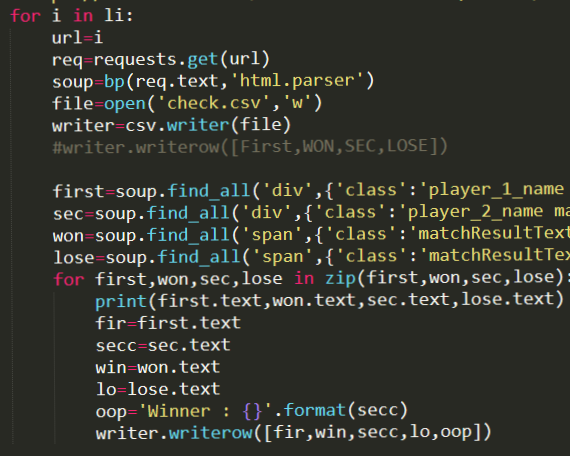 for i in li:
url=i
req=requests.get(url)
soup=bp(req.text,'html.parser')
file=open('check.csv','w')
writer=csv.writer(file)
#writer.writerow([First,WON,SEC,LOSE])
first=soup.find_all('div',{'class':'player_1_name
sec=soup.find_all('div',{'class':'player_2_name ma
won=soup.find_all('span',{'class':'matchResultText
lose=soup.find_all('span',{'class':'matchResultTex
for first,won,sec,lose in zip(first,won,sec,lose):
print(first.text,won.text,sec.text,lose.text)
fir=first.text
secc=sec.text
win=won.text
lo=lose.text
oop='Winner : {}'.format(secc)
writer.writerow([fir,win,secc,lo,oop])